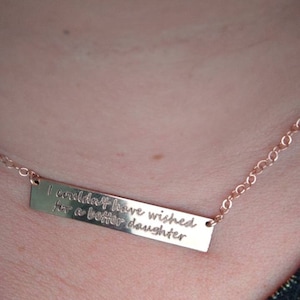 I couldn't have wished
for a better daughter